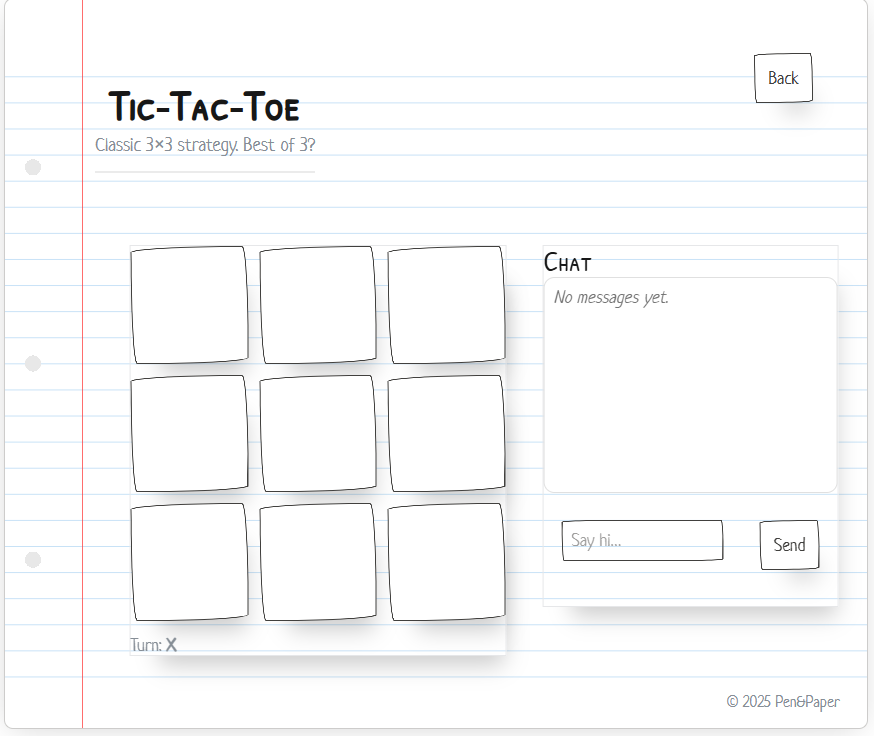 Back
Tic-Tac-Toe
Classic 3×3 strategy. Best of 3?
Chat
No messages yet.
Say hi...
Send
Turn: X
© 2025 Pen&Paper